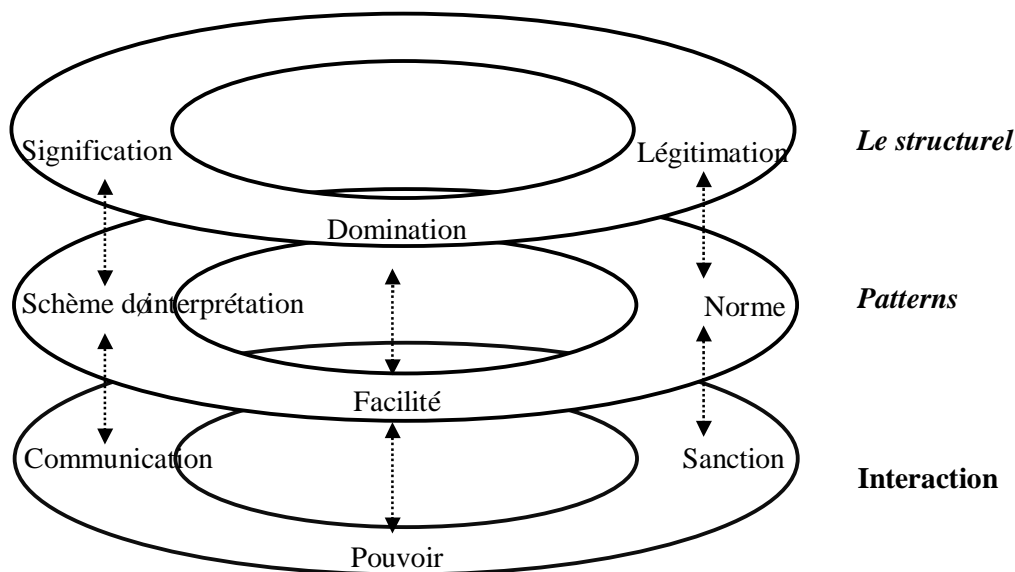 Signification
Légitimation
Le structurel
Domination
Schème døinterprétation
Norme
Patterns
Facilité
Communication
Sanction
Interaction
Pouvoir